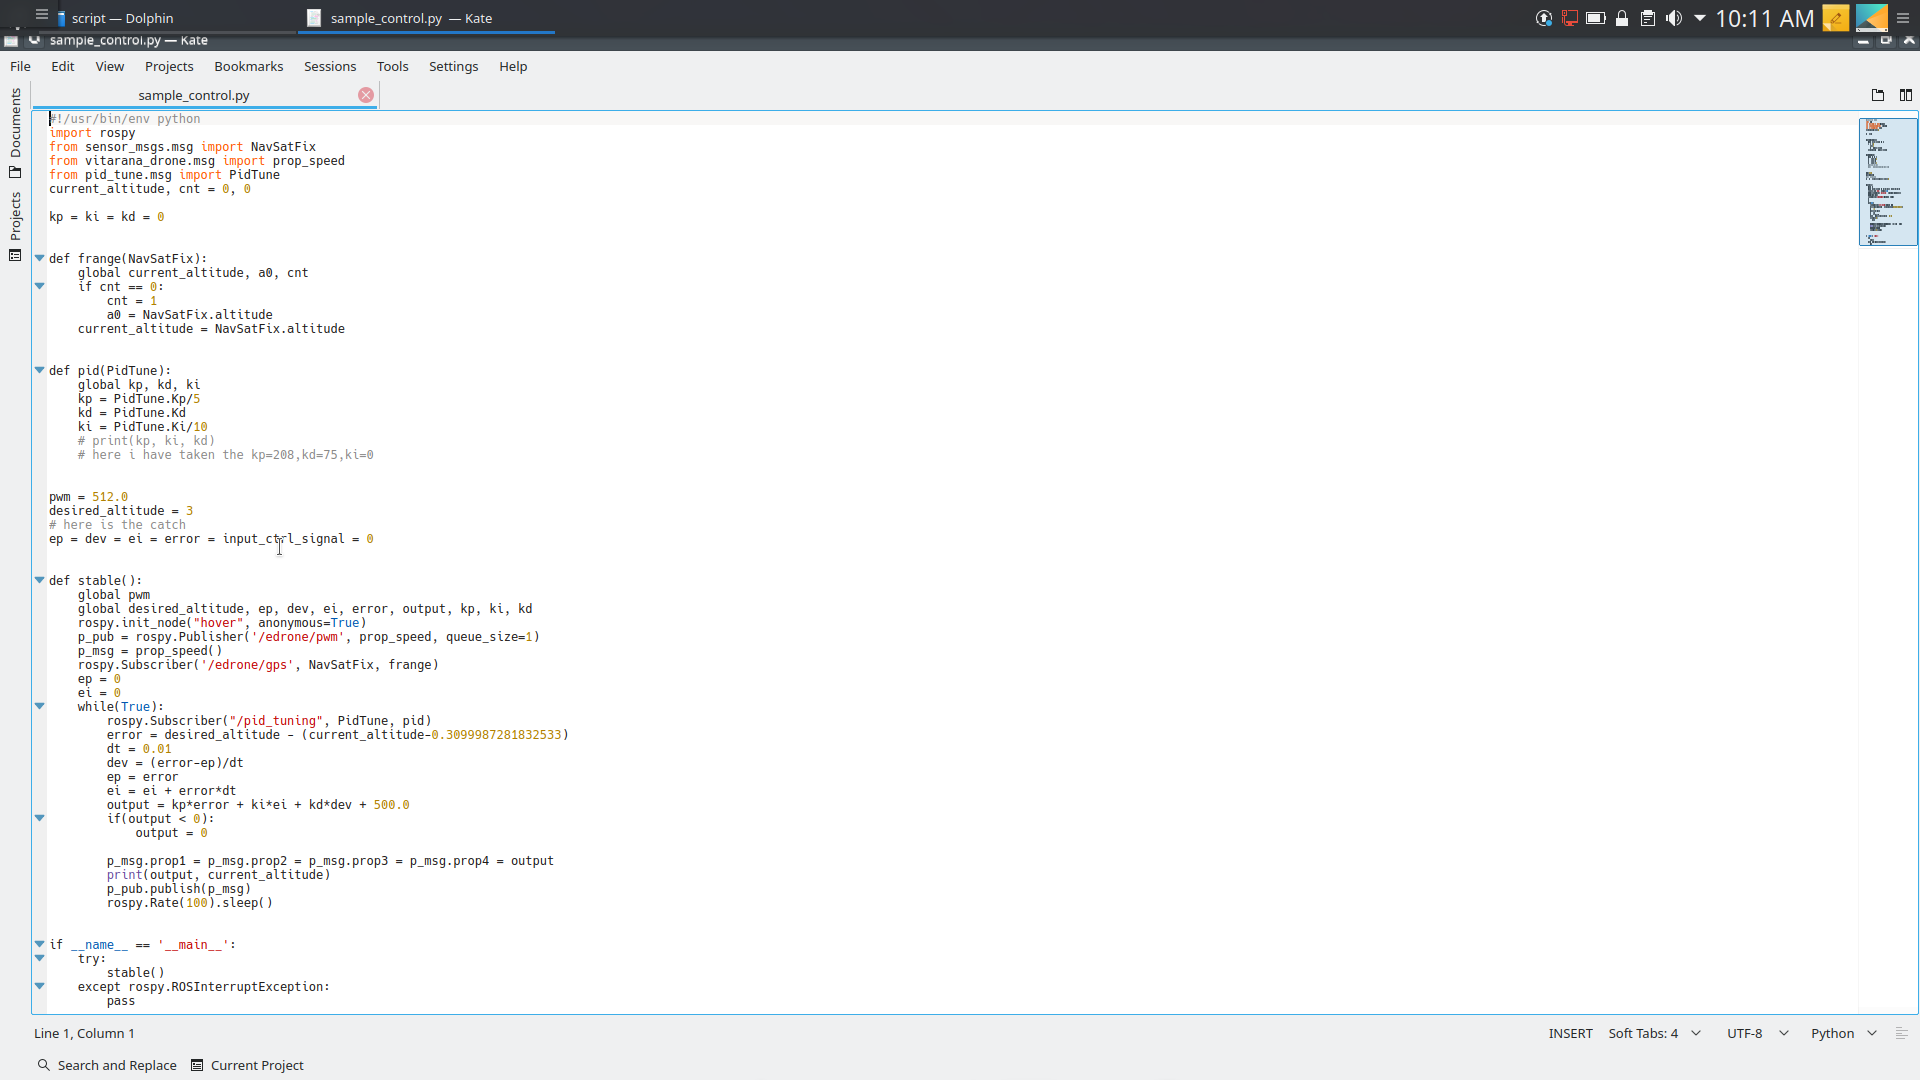 script — Dolphin
sample_control.py — Kate
10:11 AM
sample_control.py — Kate
File Edit View Projects Bookmarks Sessions Tools Settings Help
Documents
Projects
sample_control.py
#!/usr/bin/env python
import rospy
from sensor_msgs.msg import NavSatFix
from vitarana_drone.msg import prop_speed
from pid_tune.msg import PidTune
current_altitude, cnt = 0, 0
kp = ki = kd = 0
def frange(NavSatFix):
    global current_altitude, a0, cnt
    if cnt == 0:
        cnt = 1
        a0 = NavSatFix.altitude
    current_altitude = NavSatFix.altitude
def pid(PidTune):
    global kp, kd, ki
    kp = PidTune.Kp/5
    kd = PidTune.Kd
    ki = PidTune.Ki/10
    # print(kp, ki, kd)
    # here i have taken the kp=208,kd=75,ki=0
pwm = 512.0
desired_altitude = 3
# here is the catch
ep = dev = ei = error = input_ctrl_signal = 0
def stable():
    global pwm
    global desired_altitude, ep, dev, ei, error, output, kp, ki, kd
    rospy.init_node("hover", anonymous=True)
    p_pub = rospy.Publisher('/edrone/pwm', prop_speed, queue_size=1)
    p_msg = prop_speed()
    rospy.Subscriber('/edrone/gps', NavSatFix, frange)
    ep = 0
    ei = 0
    while(True):
        rospy.Subscriber("/pid_tuning", PidTune, pid)
        error = desired_altitude - (current_altitude-0.3099987281832533)
        dt = 0.01
        dev = (error-ep)/dt
        ep = error
        ei = ei + error*dt
        output = kp*error + ki*ei + kd*dev + 500.0
        if(output < 0):
            output = 0
        p_msg.prop1 = p_msg.prop2 = p_msg.prop3 = p_msg.prop4 = output
        print(output, current_altitude)
        p_pub.publish(p_msg)
        rospy.Rate(100).sleep()
if __name__ == '__main__':
    try:
        stable()
    except rospy.ROSInterruptException:
        pass
Line 1, Column 1 INSERT Soft Tabs: 4 UTF-8 Python
Search and Replace Current Project